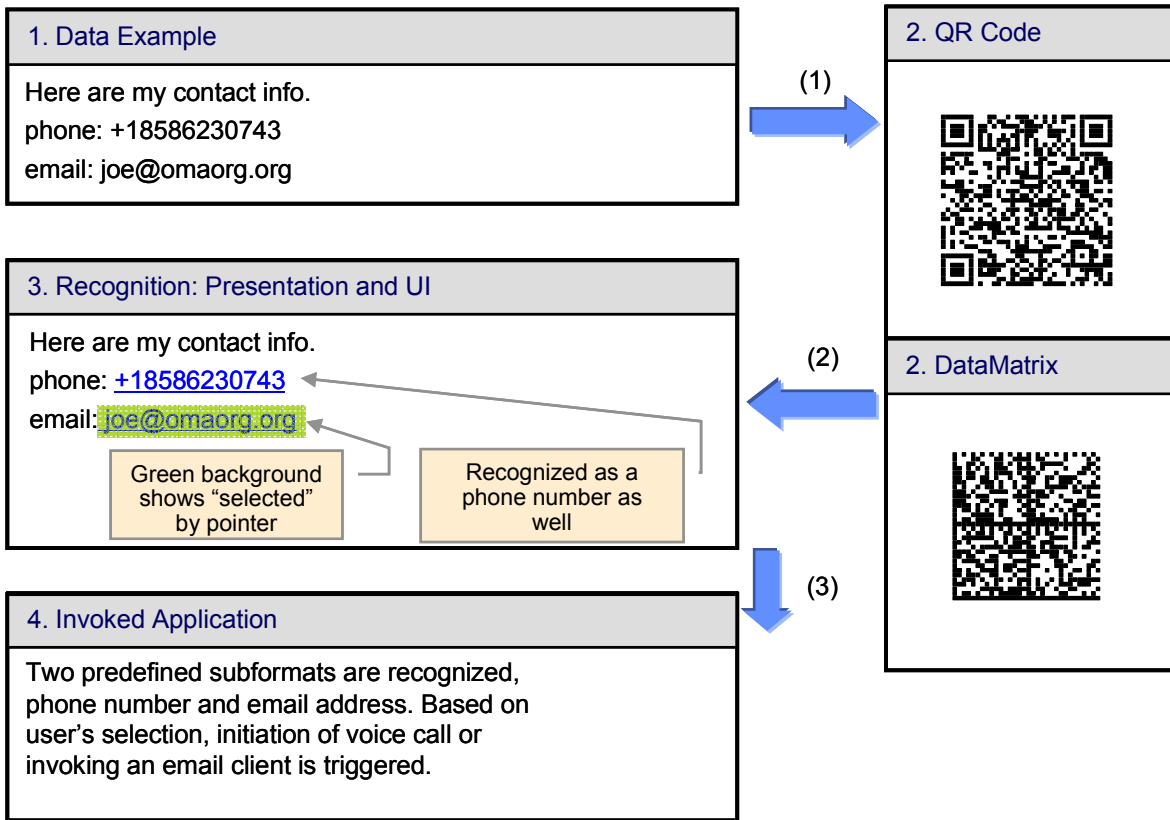 1. Data Example
Here are my contact info.
phone: +18586230743
email: joe@omaorg.org
(1)
2. QR Code
3. Recognition: Presentation and UI
Here are my contact info.
phone: +18586230743
email: joe@omaorg.org
Green background
shows “selected”
by pointer
Recognized as a
phone number as
well
(2)
2. DataMatrix
(3)
4. Invoked Application
Two predefined subformats are recognized,
phone number and email address. Based on
user’s selection, initiation of voice call or
invoking an email client is triggered.